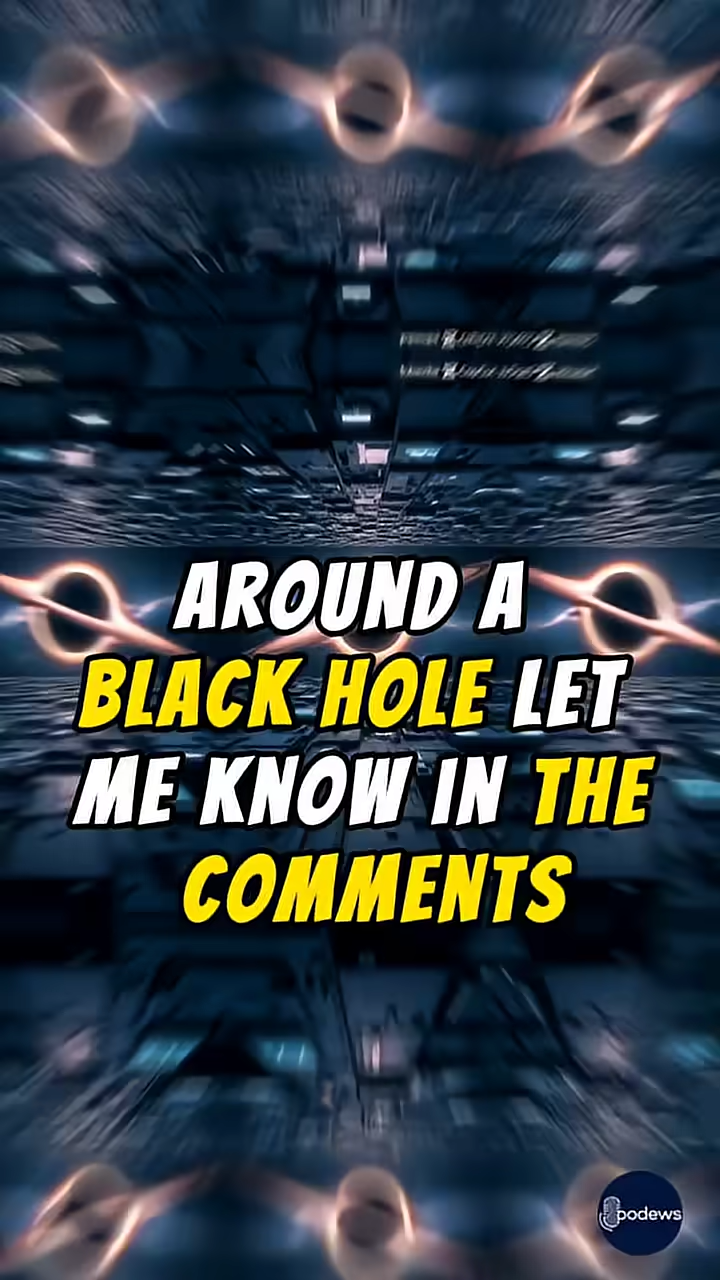 AROUND A
BLACK HOLE LET
ME KNOW IN THE
COMMENTS
podews